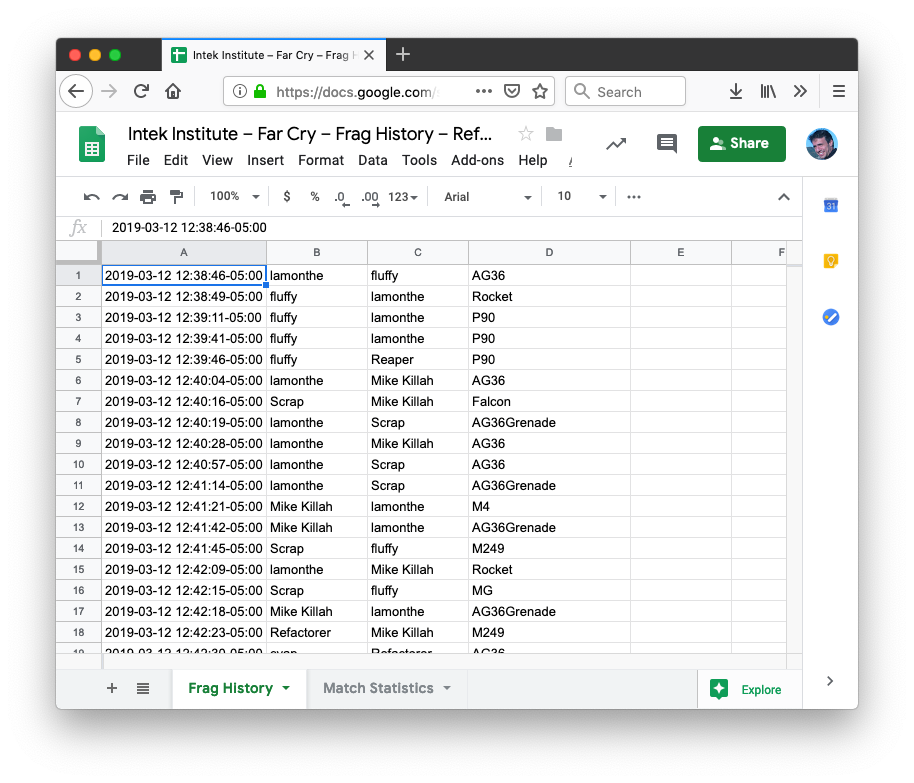 Intek Institute – Far Cry – Frag H
https://docs.google.com/
Search
Intek Institute – Far Cry – Frag History – Ref...
File Edit View Insert Format Data Tools Add-ons Help
Share
100% $ % .0 .00 123 Arial 10
31
fx 2019-03-12 12:38:46-05:00
A B C D E F
1 2019-03-12 12:38:46-05:00 lamonthe fluffy AG36
2 2019-03-12 12:38:49-05:00 fluffy lamonthe Rocket
3 2019-03-12 12:39:11-05:00 fluffy lamonthe P90
4 2019-03-12 12:39:41-05:00 fluffy lamonthe P90
5 2019-03-12 12:39:46-05:00 fluffy Reaper P90
6 2019-03-12 12:40:04-05:00 lamonthe Mike Killah AG36
7 2019-03-12 12:40:16-05:00 Scrap Mike Killah Falcon
8 2019-03-12 12:40:19-05:00 lamonthe Scrap AG36Grenade
9 2019-03-12 12:40:28-05:00 lamonthe Mike Killah AG36
10 2019-03-12 12:40:57-05:00 lamonthe Scrap AG36
11 2019-03-12 12:41:14-05:00 lamonthe Scrap AG36Grenade
12 2019-03-12 12:41:21-05:00 Mike Killah lamonthe M4
13 2019-03-12 12:41:42-05:00 Mike Killah lamonthe AG36Grenade
14 2019-03-12 12:41:45-05:00 Scrap fluffy M249
15 2019-03-12 12:42:09-05:00 lamonthe Mike Killah Rocket
16 2019-03-12 12:42:15-05:00 Scrap fluffy MG
17 2019-03-12 12:42:18-05:00 Mike Killah lamonthe AG36Grenade
18 2019-03-12 12:42:23-05:00 Refactorer Mike Killah M249
Frag History Match Statistics Explore